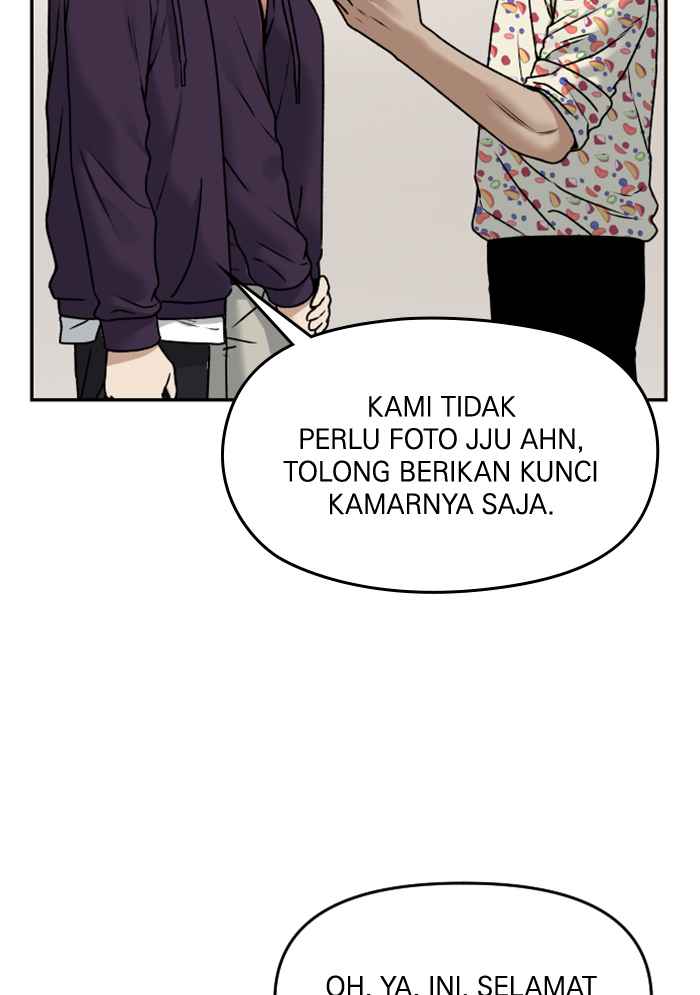 KAMI TIDAK
PERLU FOTO JJU AHN,
TOLONG BERIKAN KUNCI
KAMARNYA SAJA.
OH, YA. INI. SELAMAT